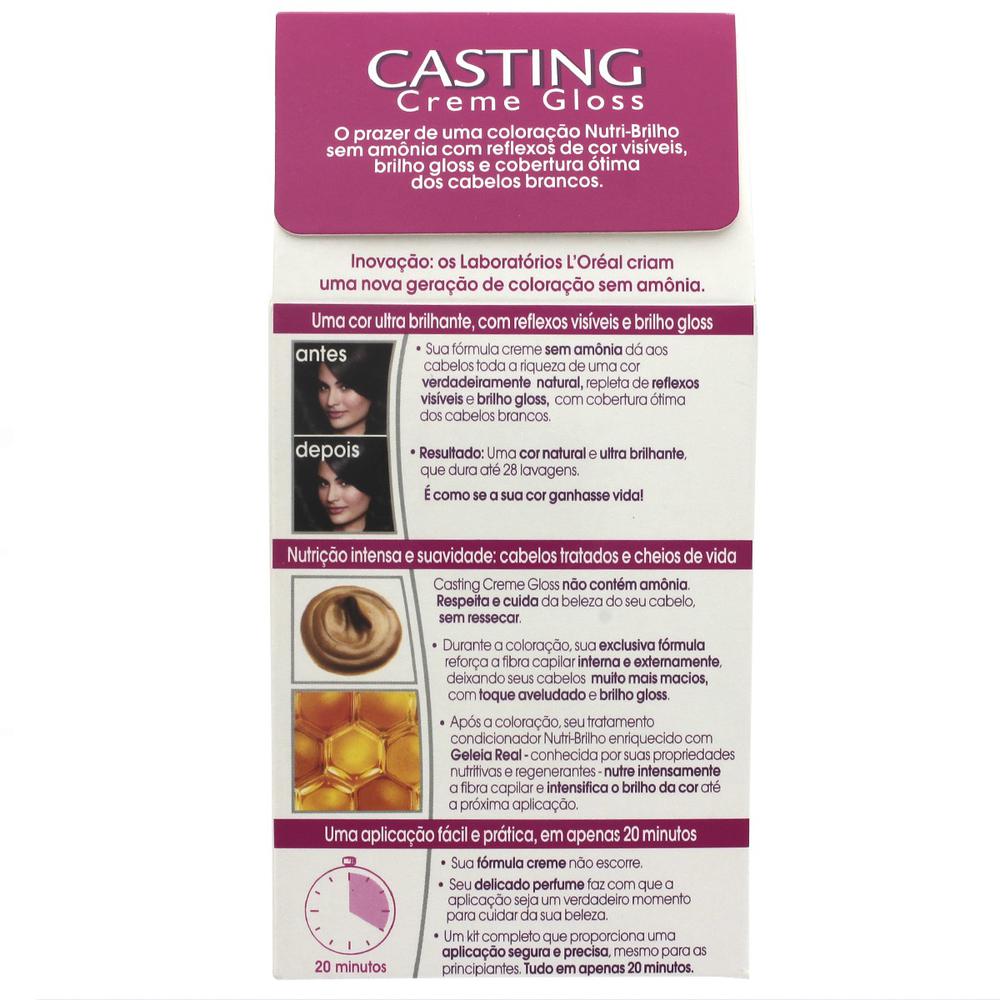 CASTING
Creme Gloss
O prazer de uma coloração Nutri-Brilho
sem amônia com reflexos de cor visíveis,
brilho gloss e cobertura ótima
dos cabelos brancos.
Inovação: os Laboratórios L'Oréal criam
uma nova geração de coloração sem amônia.
Uma cor ultra brilhante, com reflexos visíveis e brilho gloss
antes
• Sua fórmula creme sem amônia dá aos
cabelos toda a riqueza de uma cor
verdadeiramente natural, repleta de reflexos
visíveis e brilho gloss, com cobertura ótima
dos cabelos brancos.
depois
• Resultado: Uma cor natural e ultra brilhante,
que dura até 28 lavagens.
É como se a sua cor ganhasse vida!
Nutrição intensa e suavidade: cabelos tratados e cheios de vida
Casting Creme Gloss não contém amônia.
Respeita e cuida da beleza do seu cabelo,
sem ressecar.
• Durante a coloração, sua exclusiva fórmula
reforça a fibra capilar interna e externamente,
deixando seus cabelos muito mais macios,
com toque aveludado e brilho gloss.
• Após a coloração, seu tratamento
condicionador Nutri-Brilho enriquecido com
Geleia Real - conhecida por suas propriedades
nutritivas e regenerantes - nutre intensamente
a fibra capilar e intensifica o brilho da cor até
a próxima aplicação.
Uma aplicação fácil e prática, em apenas 20 minutos
• Sua fórmula creme não escorre.
• Seu delicado perfume faz com que a
aplicação seja um verdadeiro momento
para cuidar da sua beleza.
• Um kit completo que proporciona uma
aplicação segura e precisa, mesmo para as
principiantes. Tudo em apenas 20 minutos.
20 minutos